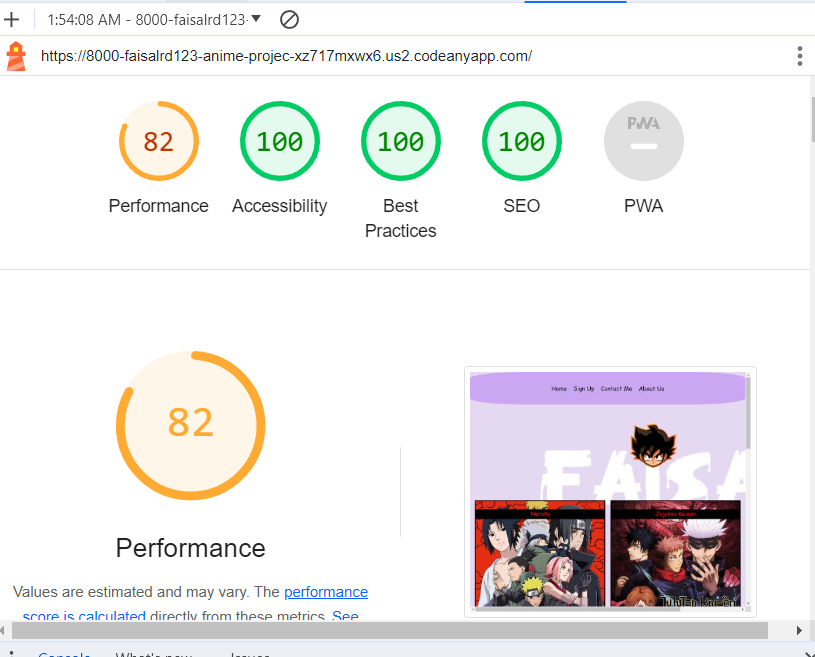 1:54:08 AM - 8000-faisalrd123-
https://8000-faisalrd123-anime-projec-xz717mxwx6.us2.codeanyapp.com/
82
100
100
100
PWA
Performance
Accessibility
Best
Practices
SEO
PWA
82
Performance
Values are estimated and may vary. The performance
score is calculated directly from these metrics. See
Home Sign Up Contact Me About Us
FAISA
Naruto
Jujutsu Kaisen
Jujutsu Kaisen
Console What's new Issues